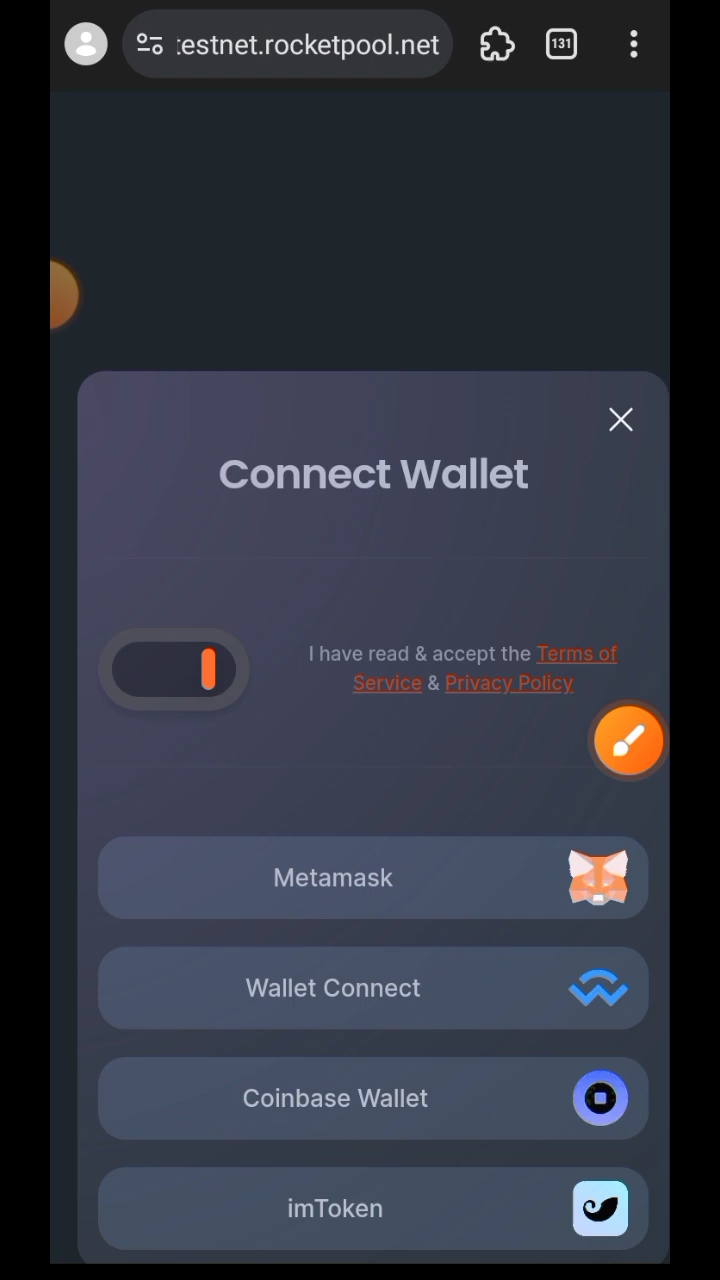 testnet.rocketpool.net
131
Connect Wallet
I have read & accept the Terms of
Service & Privacy Policy
Metamask
Wallet Connect
Coinbase Wallet
imToken